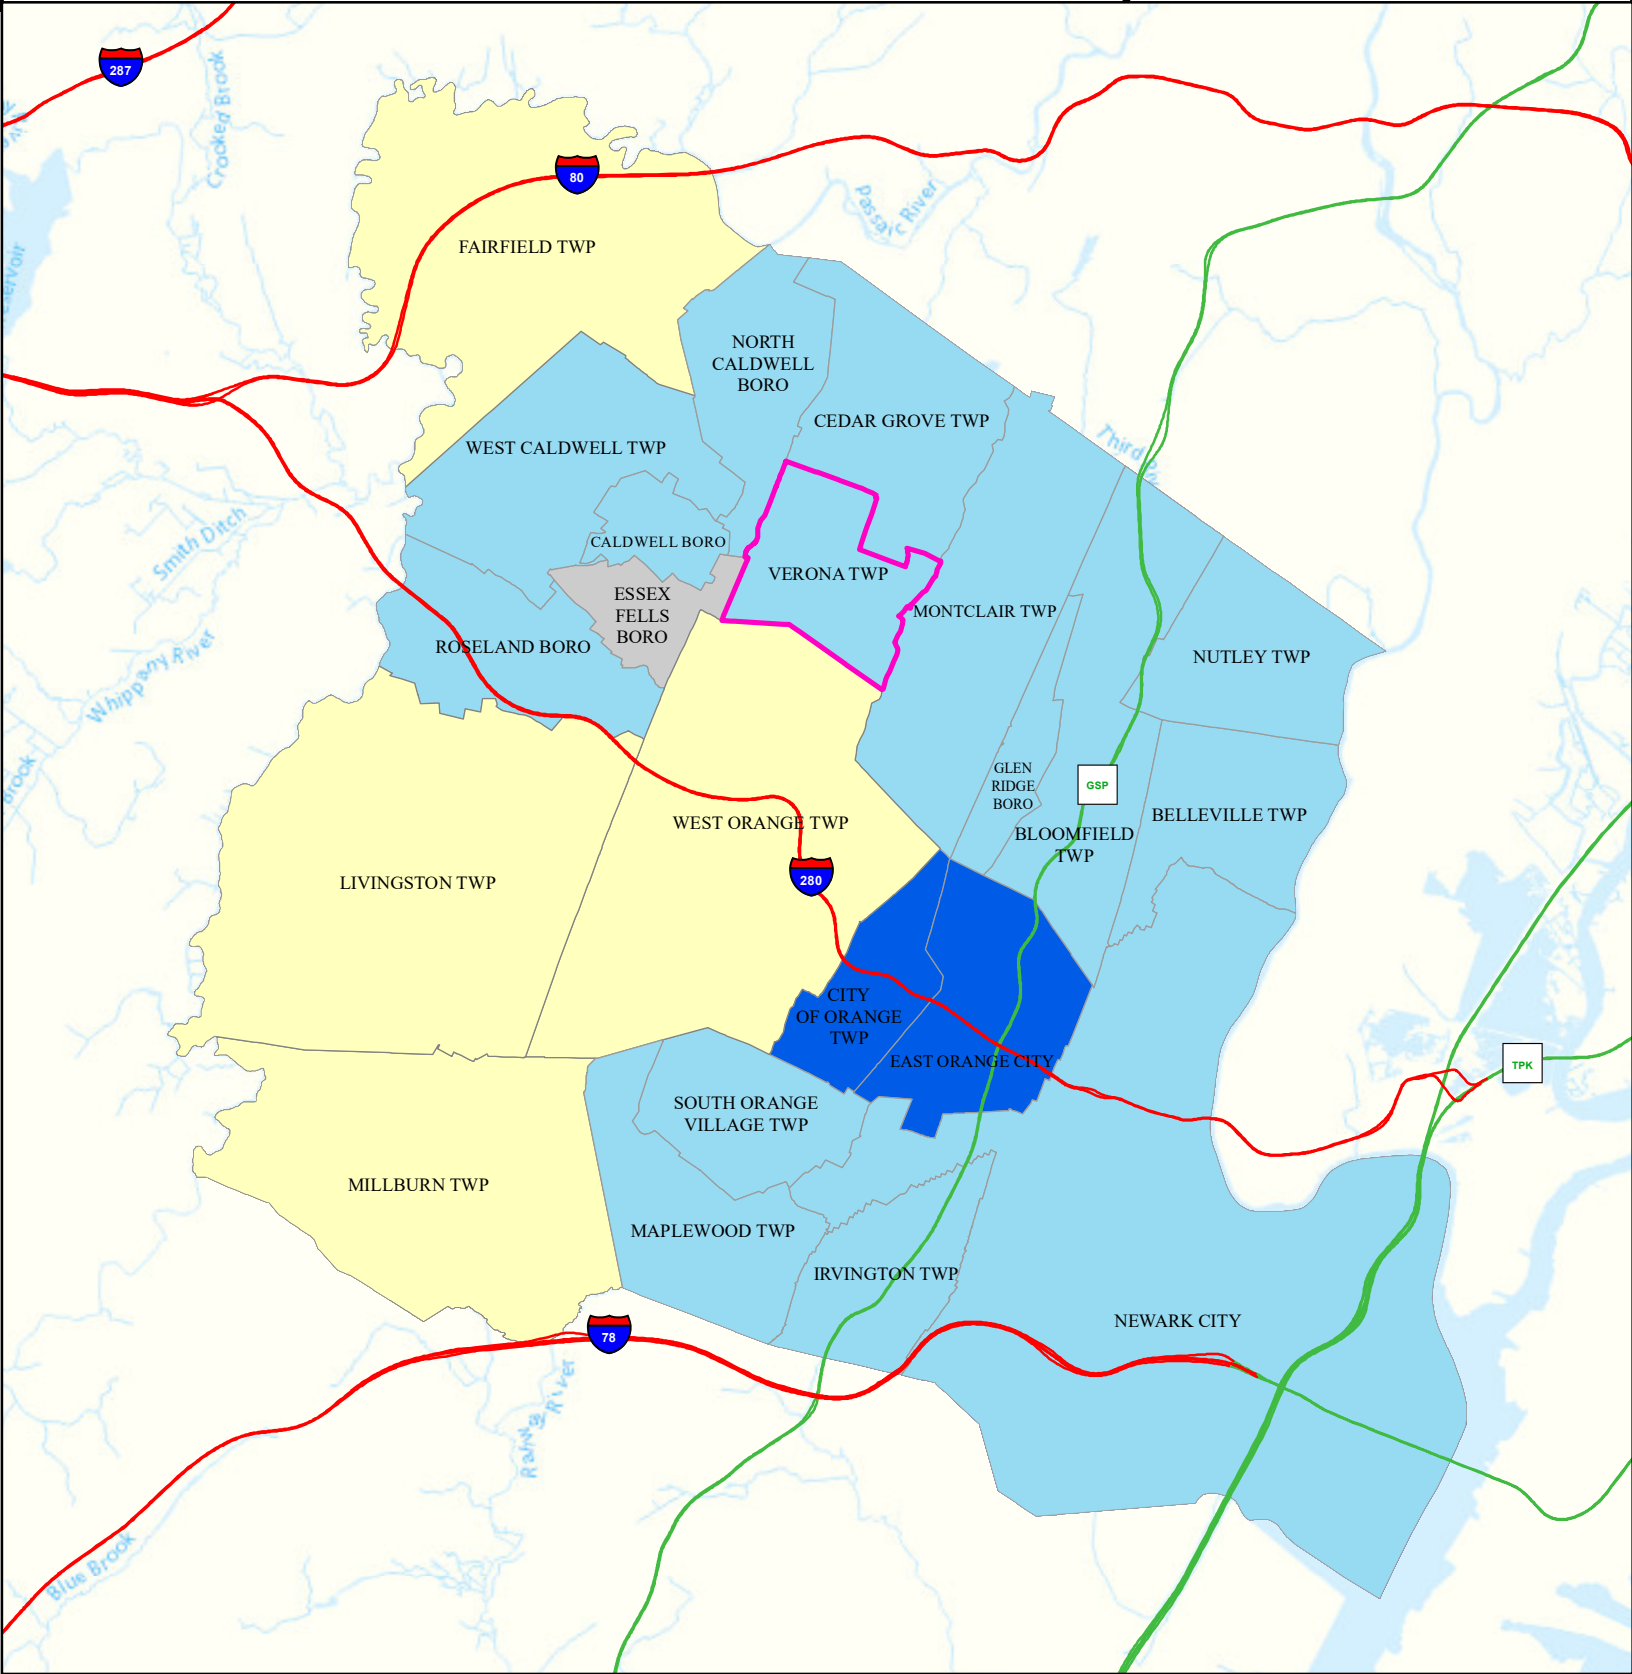 287
Crooked Brook
80
Passaic River
FAIRFIELD TWP
NORTH
CALDWELL
BORO
CEDAR GROVE TWP
WEST CALDWELL TWP
Third
Smith Ditch
CALDWELL BORO
VERONA TWP
ESSEX
FELLS
BORO
MONTCLAIR TWP
ROSELAND BORO
NUTLEY TWP
Whippany River
Brook
GLEN
RIDGE
BORO
GSP
BELLEVILLE TWP
WEST ORANGE TWP
BLOOMFIELD
TWP
LIVINGSTON TWP
280
CITY
OF ORANGE
TWP
EAST ORANGE CITY
TPK
SOUTH ORANGE
VILLAGE TWP
MILLBURN TWP
MAPLEWOOD TWP
IRVINGTON TWP
NEWARK CITY
78
River
Blue Brook